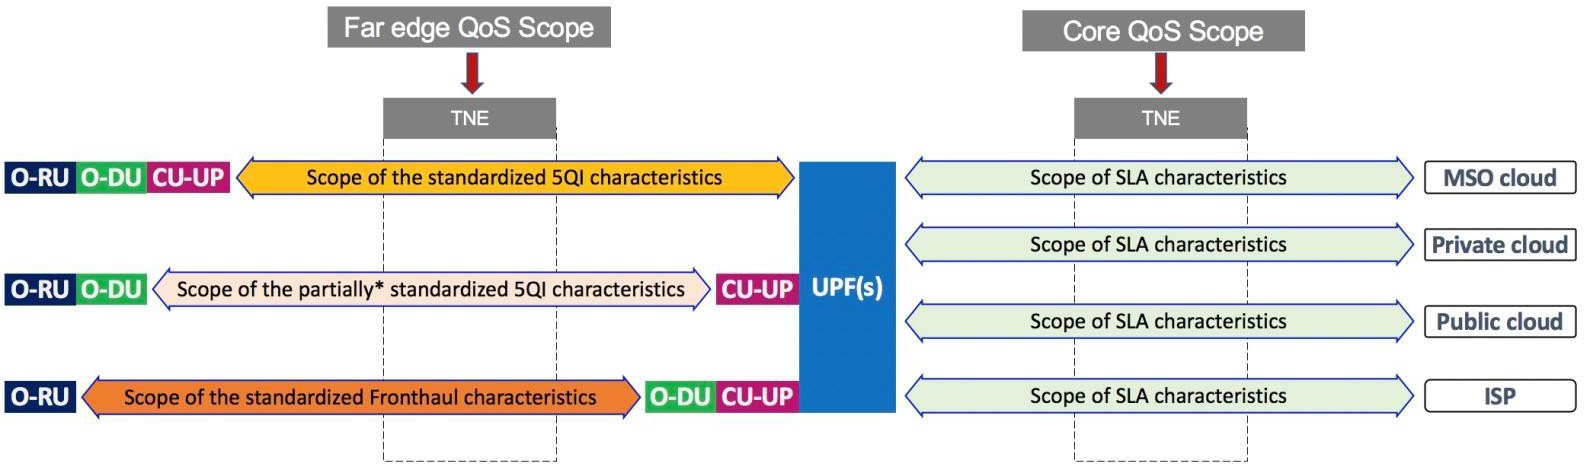 Far edge QoS Scope
Core QoS Scope
TNE
TNE
O-RU O-DU CU-UP Scope of the standardized 5QI characteristics
Scope of SLA characteristics MSO cloud
Scope of SLA characteristics Private cloud
O-RU O-DU Scope of the partially* standardized 5QI characteristics CU-UP UPF(s)
Scope of SLA characteristics Public cloud
O-RU Scope of the standardized Fronthaul characteristics O-DU CU-UP
Scope of SLA characteristics ISP